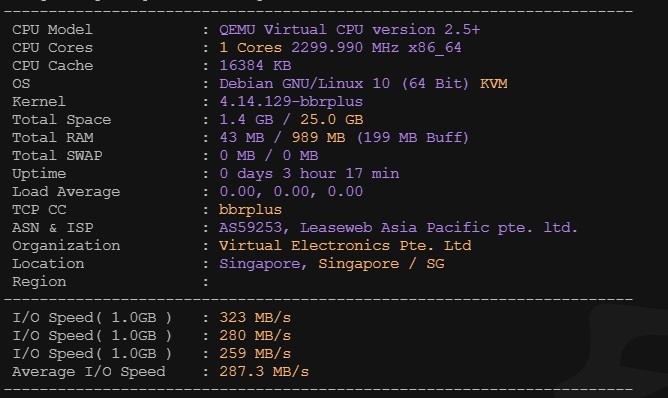 CPU Model : QEMU Virtual CPU version 2.5+
CPU Cores : 1 Cores 2299.990 MHz x86_64
CPU Cache : 16384 KB
OS : Debian GNU/Linux 10 (64 Bit) KVM
Kernel : 4.14.129-bbrplus
Total Space : 1.4 GB / 25.0 GB
Total RAM : 43 MB / 989 MB (199 MB Buff)
Total SWAP : 0 MB / 0 MB
Uptime : 0 days 3 hour 17 min
Load Average : 0.00, 0.00, 0.00
TCP CC : bbrplus
ASN & ISP : AS59253, Leaseweb Asia Pacific pte. ltd.
Organization : Virtual Electronics Pte. Ltd
Location : Singapore, Singapore / SG
Region :
I/O Speed( 1.0GB ) : 323 MB/s
I/O Speed( 1.0GB ) : 280 MB/s
I/O Speed( 1.0GB ) : 259 MB/s
Average I/O Speed : 287.3 MB/s